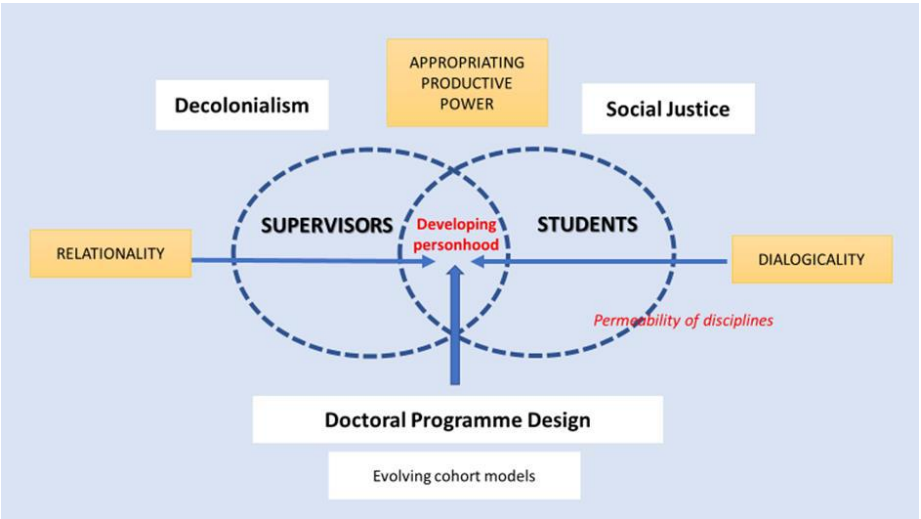 APPROPRIATING
PRODUCTIVE
POWER
Decolonialism
Social Justice
SUPERVISORS
Developing
personhood
STUDENTS
RELATIONALITY
DIALOGICALITY
Permeability of disciplines
Doctoral Programme Design
Evolving cohort models